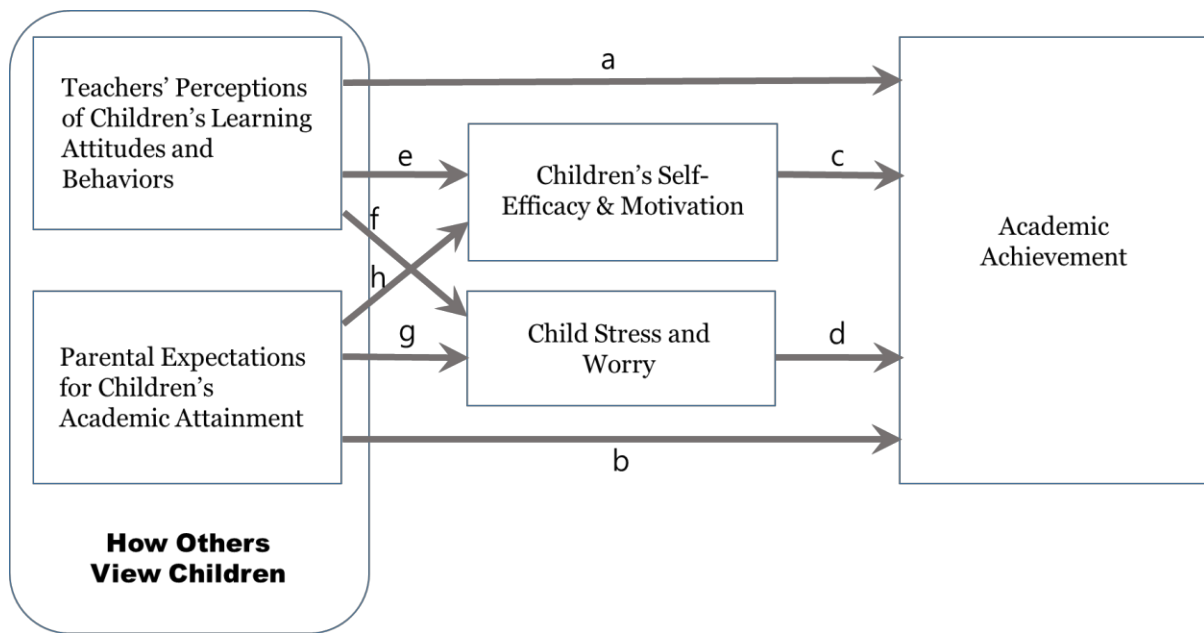 Teachers’ Perceptions
of Children’s Learning
Attitudes and
Behaviors
a
e
Children’s Self-
Efficacy & Motivation
c
Academic
Achievement
f
h
Parental Expectations
for Children’s
Academic Attainment
g
Child Stress and
Worry
d
b
How Others
View Children